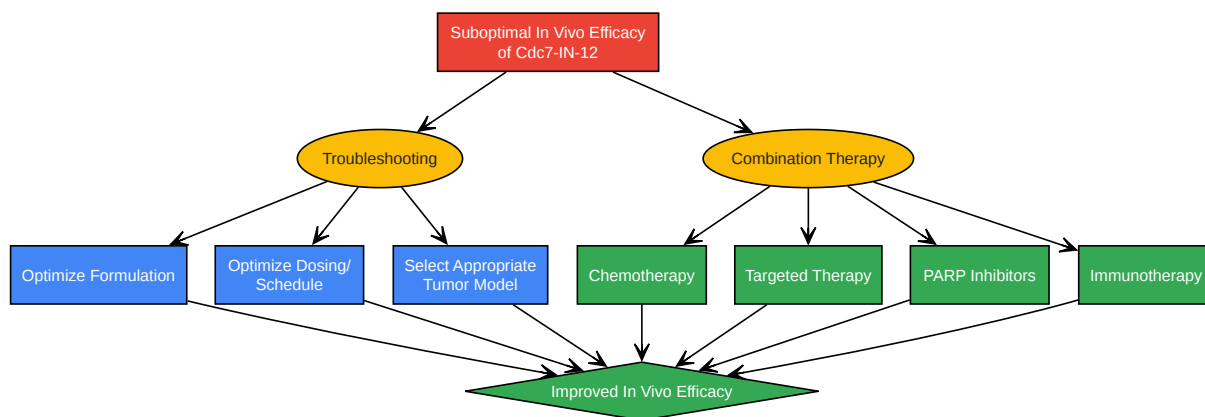 Suboptimal In Vivo Efficacy
of Cdc7-IN-12
Troubleshooting
Combination Therapy
Optimize Formulation
Optimize Dosing/
Schedule
Select Appropriate
Tumor Model
Chemotherapy
Targeted Therapy
PARP Inhibitors
Immunotherapy
Improved In Vivo Efficacy